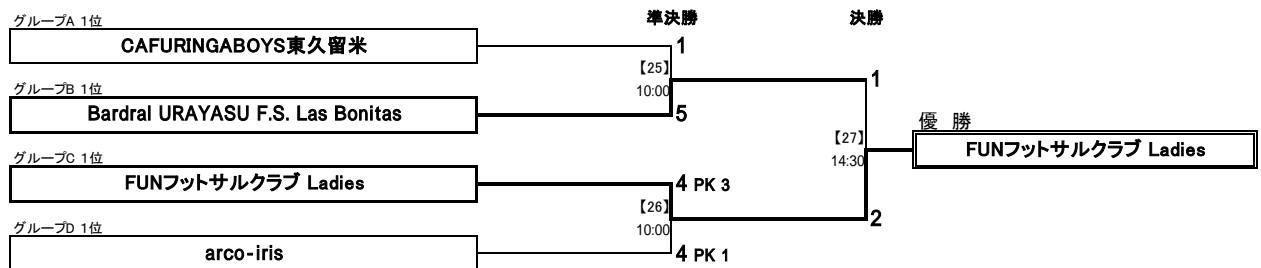 準決勝
決勝
グループA 1位
CAFURINGABOYS東久留米
1
【25】
10:00
グループB 1位
Bardral URAYASU F.S. Las Bonitas
5
1
【27】
14:30
優 勝
FUNフットサルクラブ Ladies
グループC 1位
FUNフットサルクラブ Ladies
4 PK 3
【26】
10:00
2
グループD 1位
arco-iris
4 PK 1